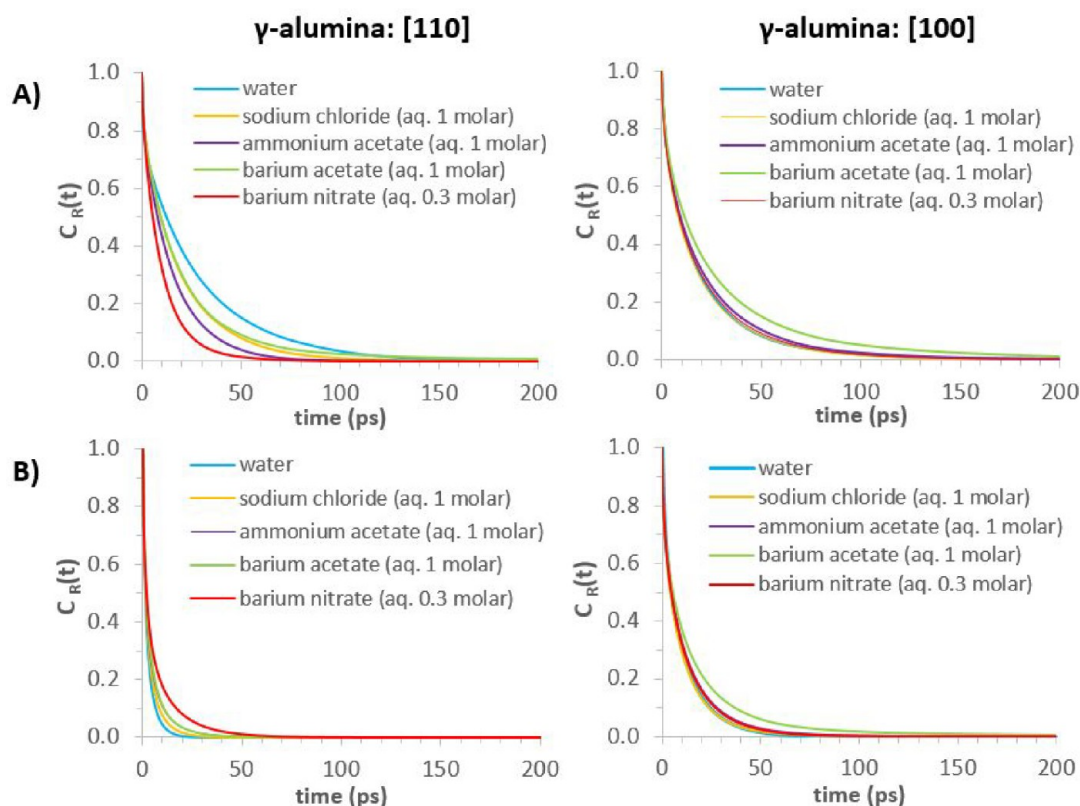 γ-alumina: [110]
γ-alumina: [100]
A)
C R(t)
1.0
0.8
0.6
0.4
0.2
0.0
water
sodium chloride (aq. 1 molar)
ammonium acetate (aq. 1 molar)
barium acetate (aq. 1 molar)
barium nitrate (aq. 0.3 molar)
0 50 100 150 200
time (ps)
C R(t)
1.0
0.8
0.6
0.4
0.2
0.0
water
sodium chloride (aq. 1 molar)
ammonium acetate (aq. 1 molar)
barium acetate (aq. 1 molar)
barium nitrate (aq. 0.3 molar)
0 50 100 150 200
time (ps)
B)
C R(t)
1.0
0.8
0.6
0.4
0.2
0.0
water
sodium chloride (aq. 1 molar)
ammonium acetate (aq. 1 molar)
barium acetate (aq. 1 molar)
barium nitrate (aq. 0.3 molar)
0 50 100 150 200
time (ps)
C R(t)
1.0
0.8
0.6
0.4
0.2
0.0
water
sodium chloride (aq. 1 molar)
ammonium acetate (aq. 1 molar)
barium acetate (aq. 1 molar)
barium nitrate (aq. 0.3 molar)
0 50 100 150 200
time (ps)